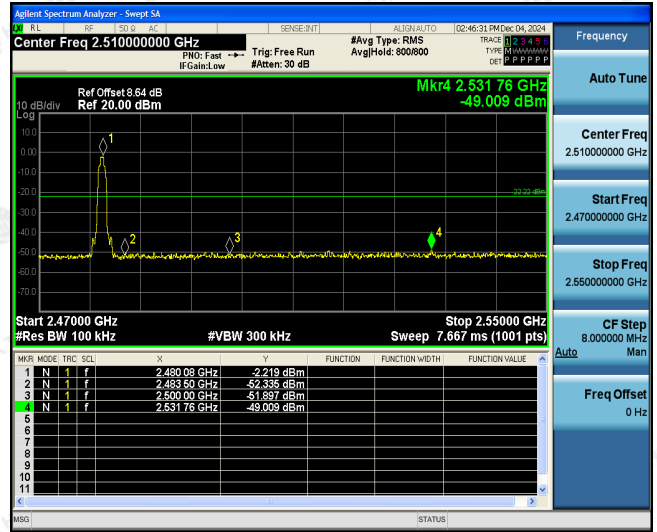 Agilent Spectrum Analyzer - Swept SA
LXI RL RF 50 Ω AC SENSE:INT ALIGN AUTO 02:46:31 PM Dec 04, 2024
Center Freq 2.510000000 GHz
PNO: Fast
IFGain:Low
Trig: Free Run
#Atten: 30 dB
#Avg Type: RMS
Avg|Hold: 800/800
TRACE 1 2 3 4 5 6
TYPE M W W W W W
DET P P P P P P
Mkr4 2.531 76 GHz
-49.009 dBm
Ref Offset 8.64 dB
Ref 20.00 dBm
10 dB/div
Log
10.0
0.00
-10.0
-20.0
-30.0
-40.0
-50.0
-60.0
-70.0
1
2
3
4
-22.22 dBm
Start 2.47000 GHz
Stop 2.55000 GHz
#Res BW 100 kHz
#VBW 300 kHz
Sweep 7.667 ms (1001 pts)
MKR MODE TRC SCL X Y FUNCTION FUNCTION WIDTH FUNCTION VALUE
1 N 1 f 2.480 08 GHz -2.219 dBm
2 N 1 f 2.483 50 GHz -52.335 dBm
3 N 1 f 2.500 00 GHz -51.897 dBm
4 N 1 f 2.531 76 GHz -49.009 dBm
5
6
7
8
9
10
11
MSG
STATUS
Frequency
Auto Tune
Center Freq
2.510000000 GHz
Start Freq
2.470000000 GHz
Stop Freq
2.550000000 GHz
CF Step
8.000000 MHz
Auto Man
Freq Offset
0 Hz